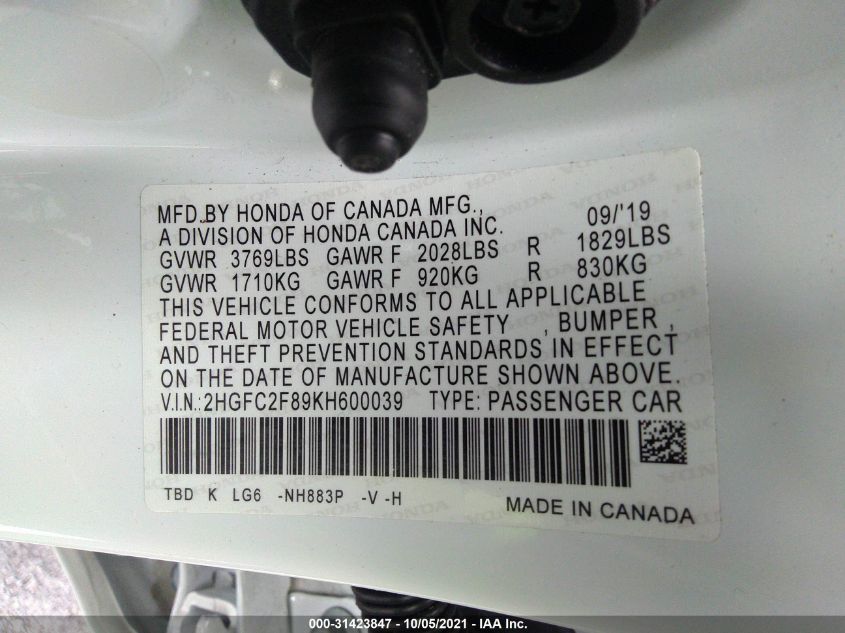 MFD.BY HONDA OF CANADA MFG., 09/'19
A DIVISION OF HONDA CANADA INC.
GVWR 3769LBS GAWR F 2028LBS R 1829LBS
GVWR 1710KG GAWR F 920KG R 830KG
THIS VEHICLE CONFORMS TO ALL APPLICABLE
FEDERAL MOTOR VEHICLE SAFETY , BUMPER ,
AND THEFT PREVENTION STANDARDS IN EFFECT
ON THE DATE OF MANUFACTURE SHOWN ABOVE.
V.I.N.:2HGFC2F89KH600039 TYPE: PASSENGER CAR
TBD K LG6 -NH883P -V -H
MADE IN CANADA
000-31423847 - 10/05/2021 - IAA Inc.